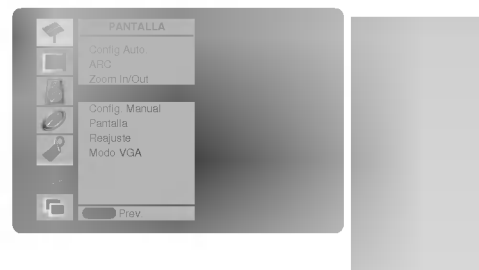 PANTALLA
Config.Auto
ARC
Zoom In/Out
Config. Manual
Pantalla
Reajuste
Modo VGA
Prev.